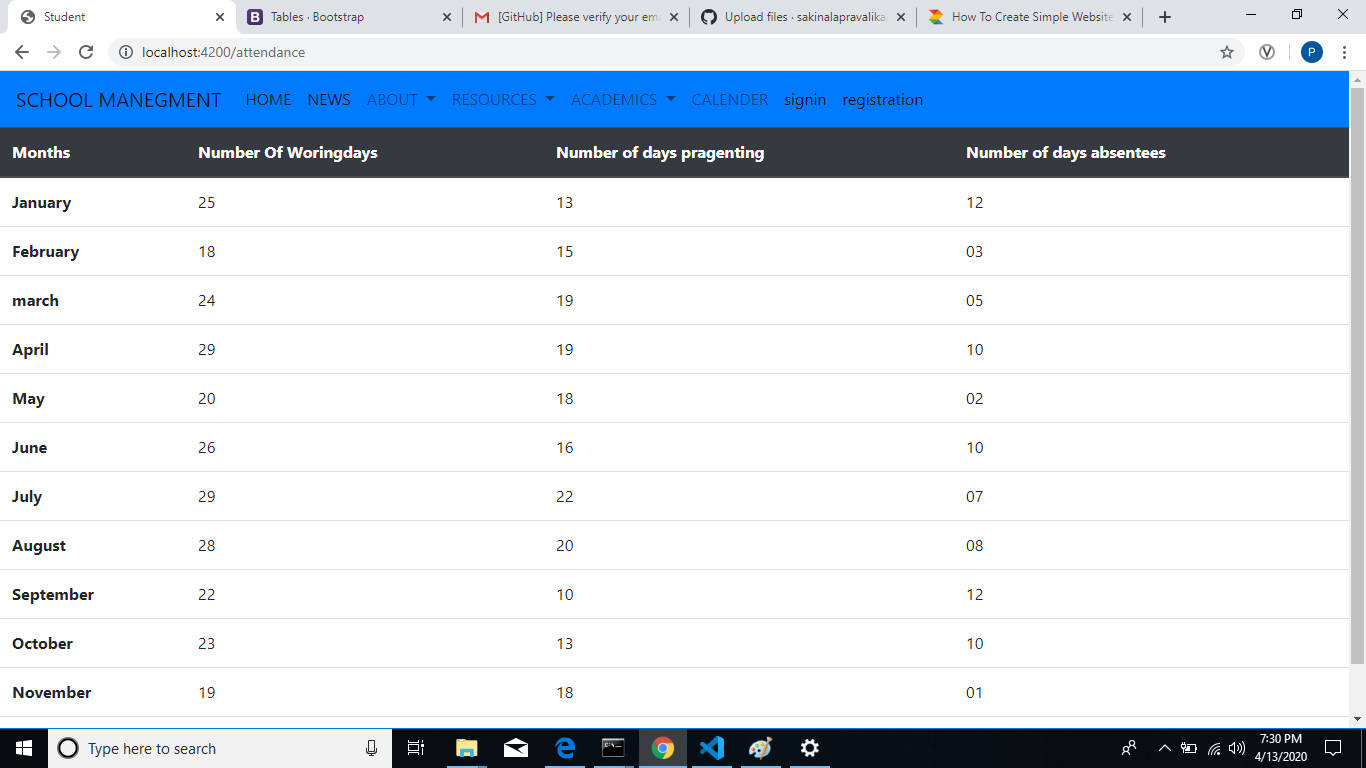 Student
Tables · Bootstrap
[GitHub] Please verify your ema
Upload files · sakinalapravalika
How To Create Simple Website
localhost:4200/attendance
P
SCHOOL MANEGMENT HOME NEWS ABOUT RESOURCES ACADEMICS CALENDER signin registration
Months Number Of Woringdays Number of days pragenting Number of days absentees
January 25 13 12
February 18 15 03
march 24 19 05
April 29 19 10
May 20 18 02
June 26 16 10
July 29 22 07
August 28 20 08
September 22 10 12
October 23 13 10
November 19 18 01
Type here to search
7:30 PM
4/13/2020